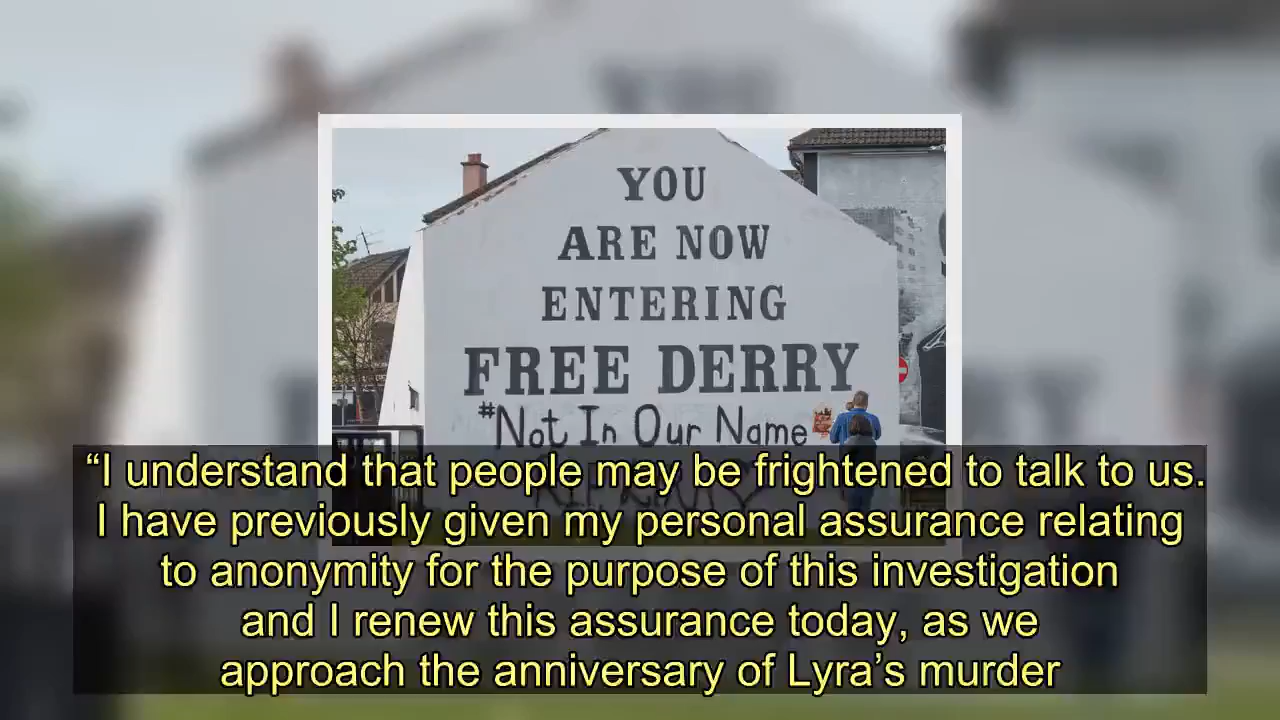 YOU
ARE NOW
ENTERING
FREE DERRY
#Not In Our Name
“I understand that people may be frightened to talk to us.
I have previously given my personal assurance relating
to anonymity for the purpose of this investigation
and I renew this assurance today, as we
approach the anniversary of Lyra’s murder